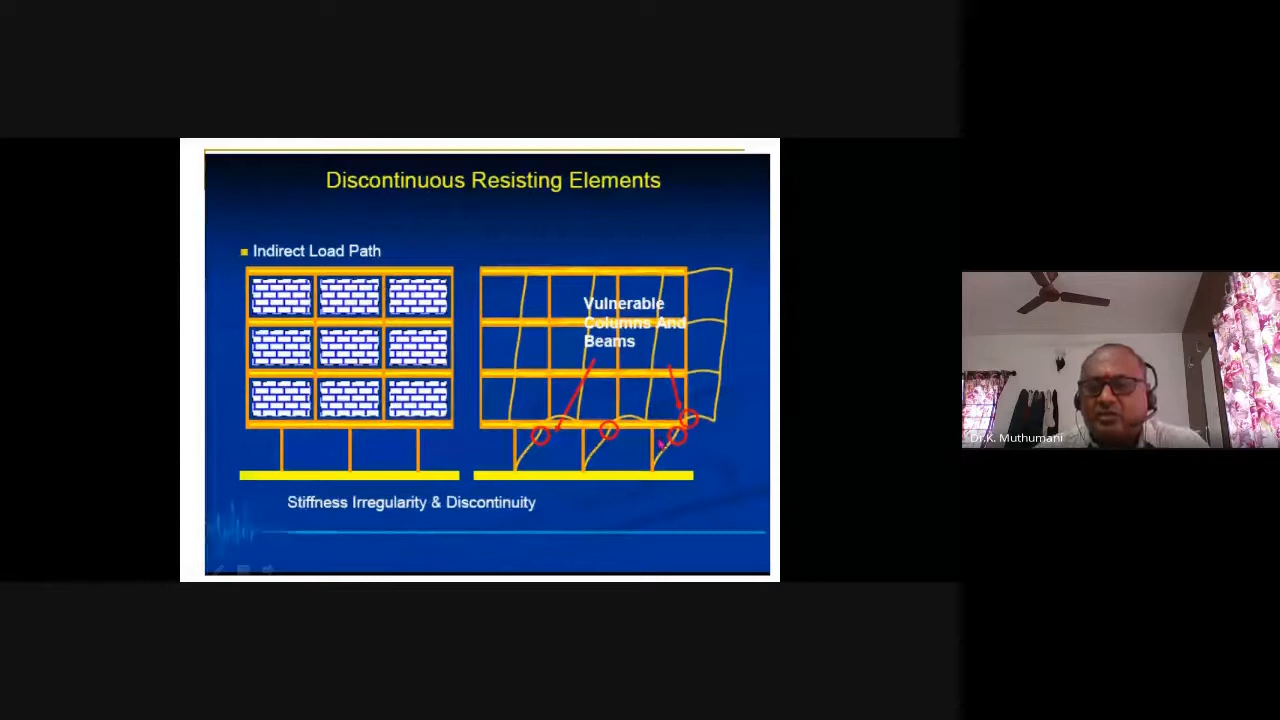 Discontinuous Resisting Elements
Indirect Load Path
Vulnerable
Columns And
Beams
Stiffness Irregularity & Discontinuity
Dr.K. Muthumani